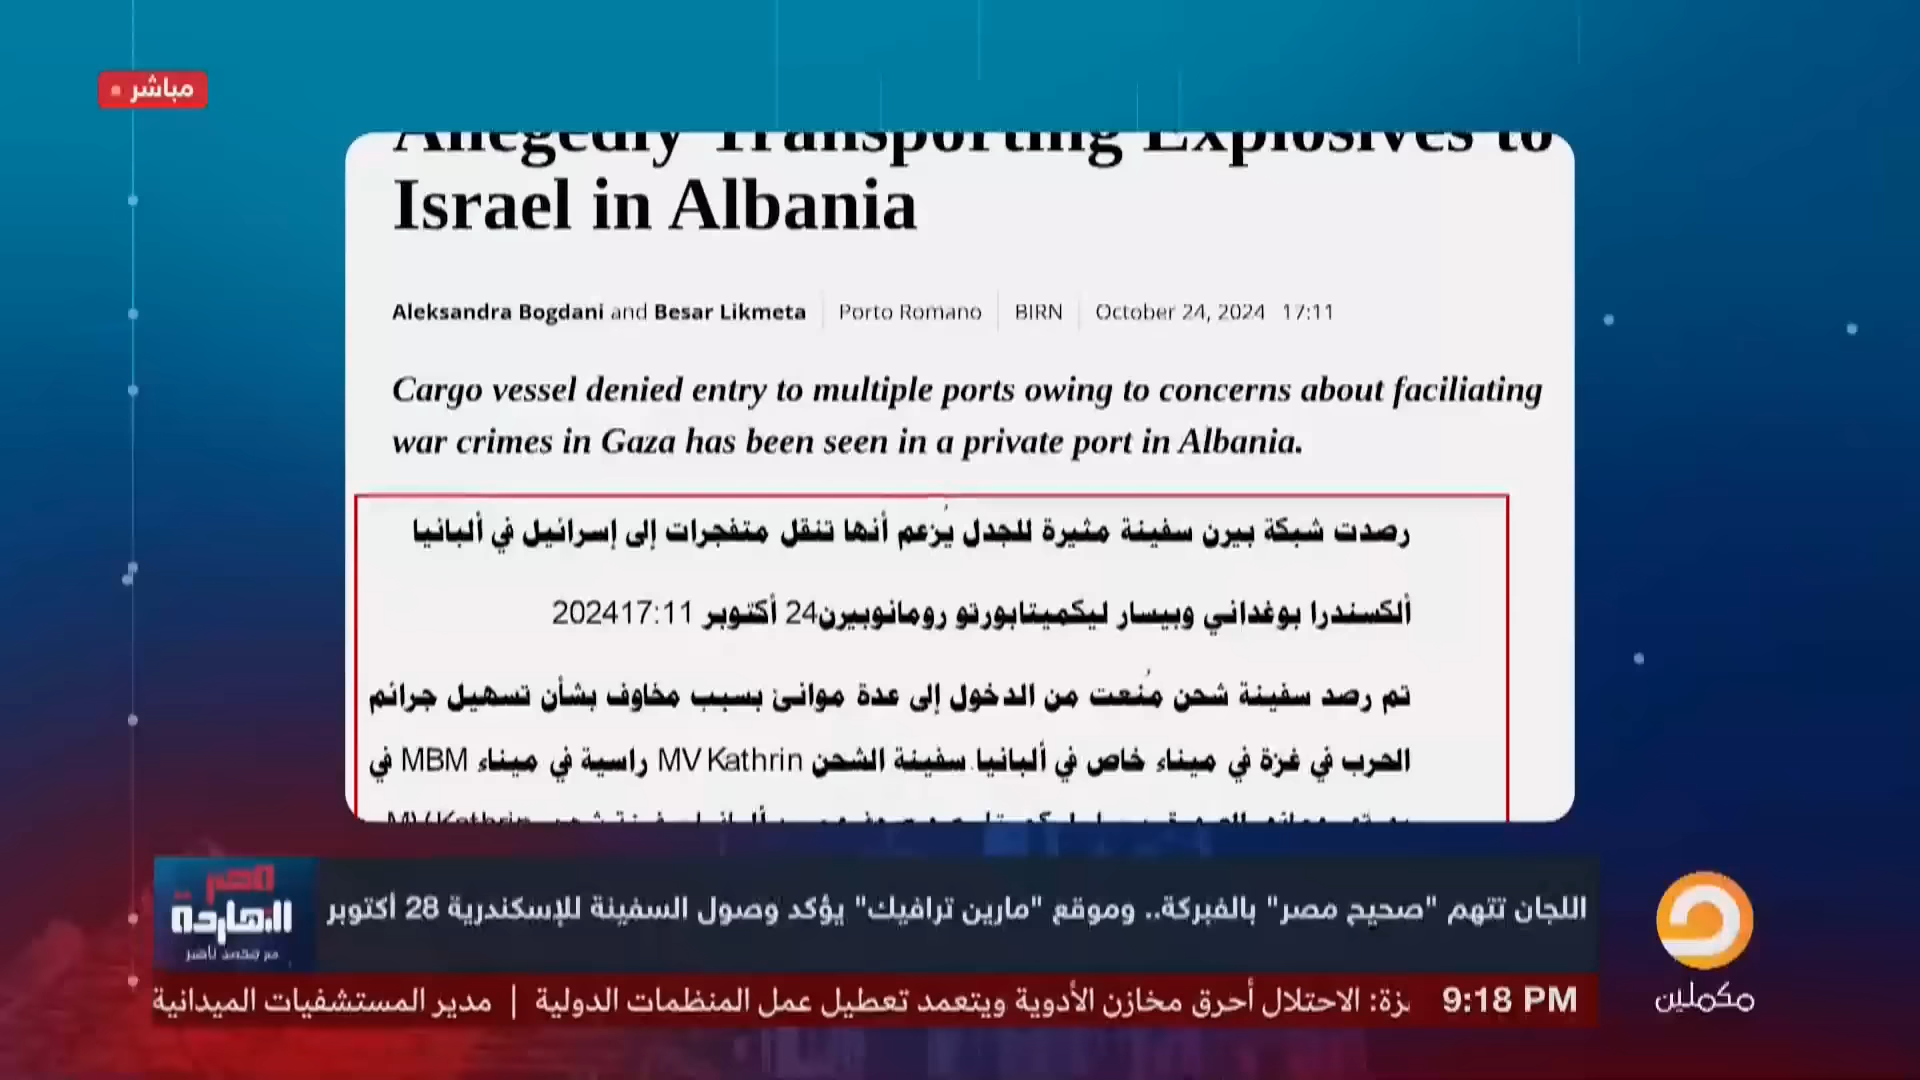 مباشر
Allegedly Transporting Explosives to
Israel in Albania
Aleksandra Bogdani and Besar Likmeta | Porto Romano | BIRN | October 24, 2024 17:11
Cargo vessel denied entry to multiple ports owing to concerns about faciliating
war crimes in Gaza has been seen in a private port in Albania.
رصدت شبكة بيرن سفينة مثيرة للجدل يُزعم أنها تنقل متفجرات إلى إسرائيل في ألبانيا
ألكسندرا بوغداني وبيسار ليكميتابورتو رومانوبيرن24 أكتوبر 202417:11
تم رصد سفينة شحن مُنعت من الدخول إلى عدة موانئ بسبب مخاوف بشأن تسهيل جرائم
الحرب في غزة في ميناء خاص في ألبانيا.سفينة الشحن MV Kathrin راسية في ميناء MBM في
مصر النهاردة
مع محمد ناصر
اللجان تتهم "صحيح مصر" بالفبركة.. وموقع "مارين ترافيك" يؤكد وصول السفينة للإسكندرية 28 أكتوبر
9:18 PM
زة: الاحتلال أحرق مخازن الأدوية ويتعمد تعطيل عمل المنظمات الدولية | مدير المستشفيات الميدانية
مكملين